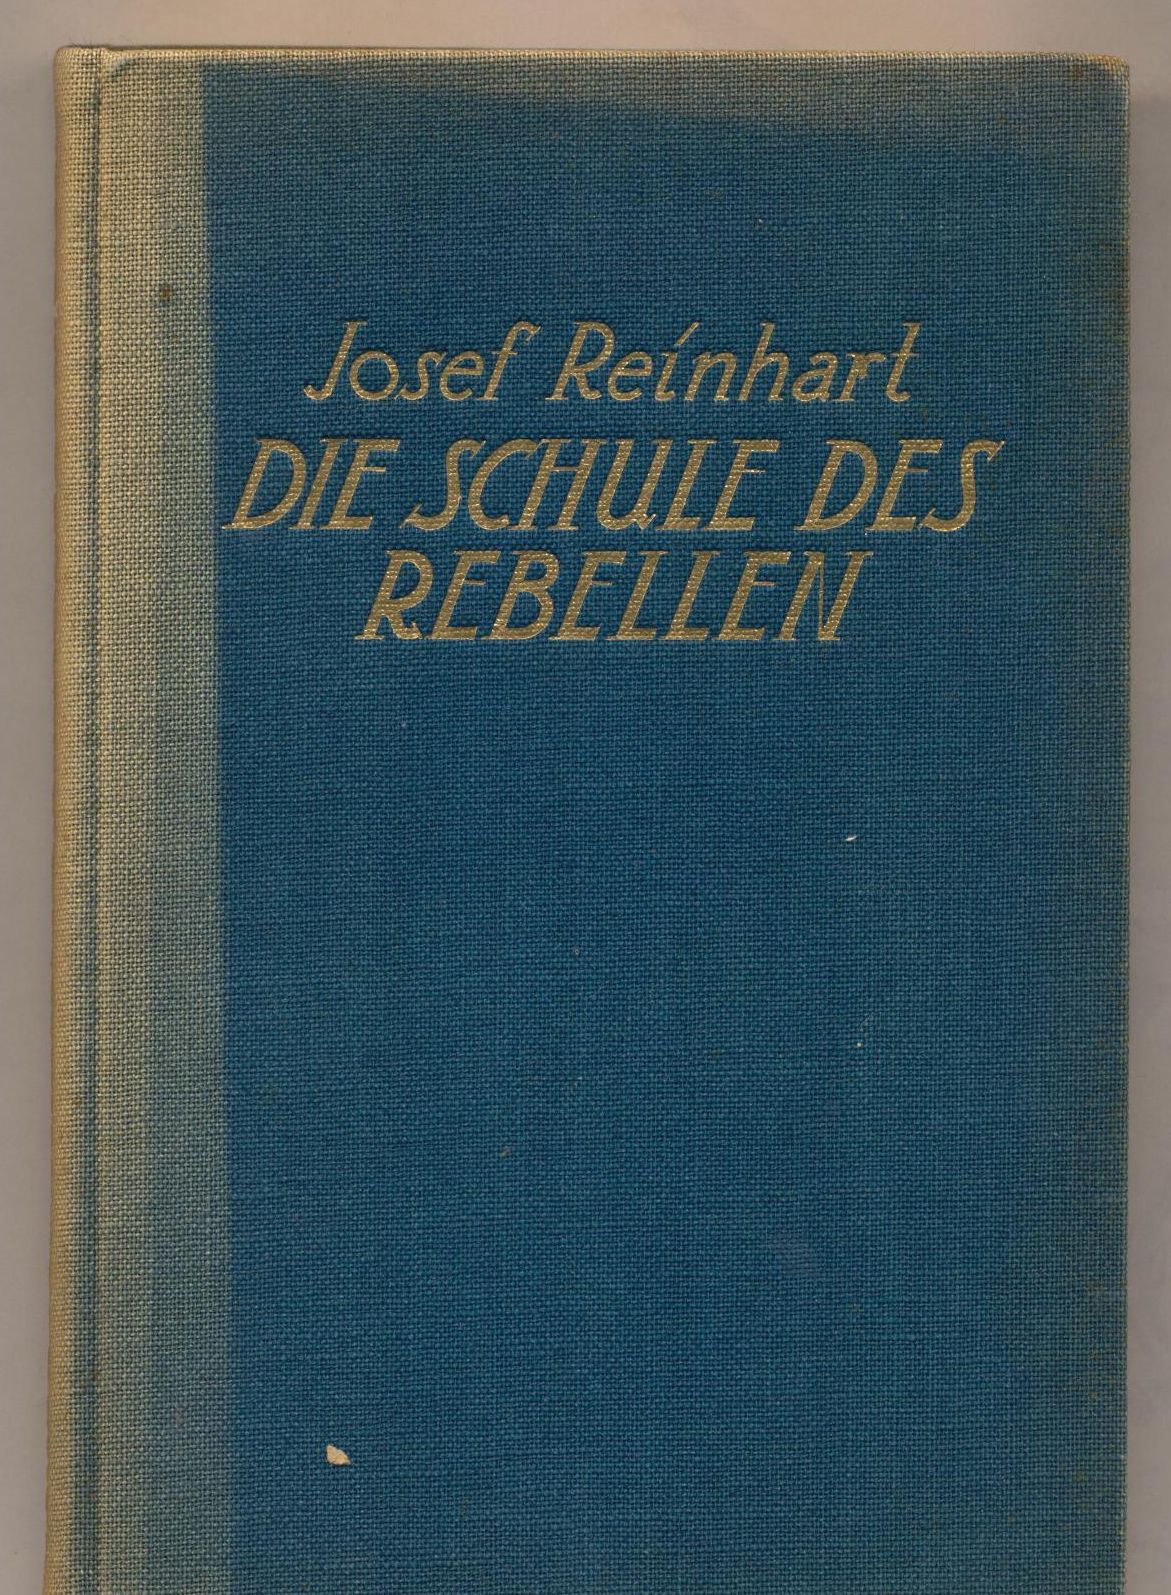 Josef Reinhart
DIE SCHULE DES
REBELLEN